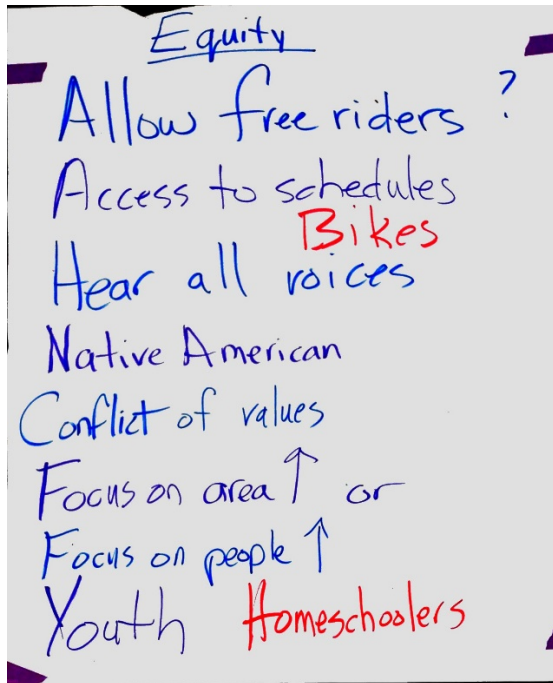 Equity
Allow free riders ?
Access to schedules
Bikes
Hear all voices
Native American
Conflict of values
Focus on area ↑ or
Focus on people ↑
Youth Homeschoolers